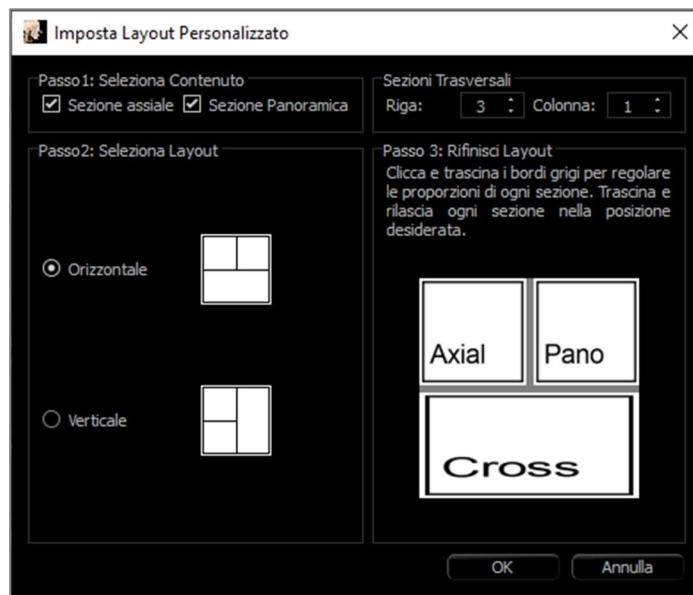 Imposta Layout Personalizzato
Passo1: Seleziona Contenuto
Sezione assiale Sezione Panoramica
Sezioni Trasversali
Riga: 3 Colonna: 1
Passo2: Seleziona Layout
Orizzontale
Verticale
Passo 3: Rifinisci Layout
Clicca e trascina i bordi grigi per regolare
le proporzioni di ogni sezione. Trascina e
rilascia ogni sezione nella posizione
desiderata.
Axial
Pano
Cross
OK
Annulla